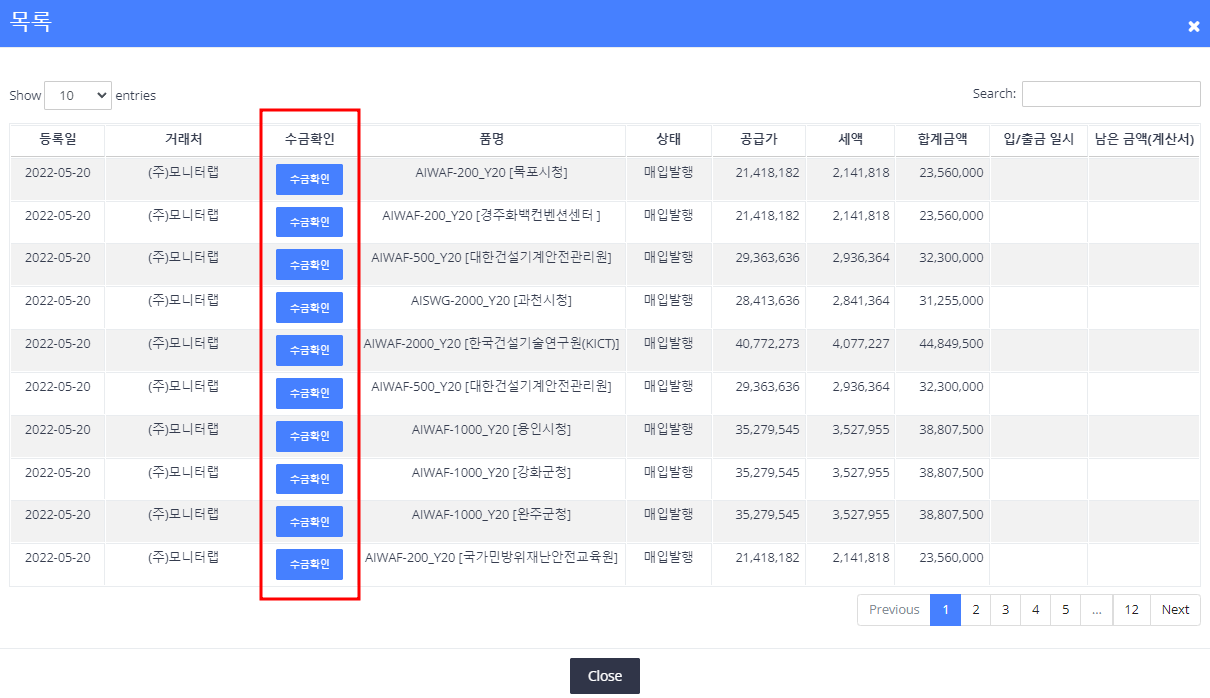 목록
×
Show 10 entries
Search:
등록일 거래처 수금확인 품명 상태 공급가 세액 합계금액 입/출금 일시 남은 금액(계산서)
2022-05-20 (주)모니터랩 수금확인 AIWAF-200_Y20 [목포시청] 매입발행 21,418,182 2,141,818 23,560,000
2022-05-20 (주)모니터랩 수금확인 AIWAF-200_Y20 [경주화백컨벤션센터 ] 매입발행 21,418,182 2,141,818 23,560,000
2022-05-20 (주)모니터랩 수금확인 AIWAF-500_Y20 [대한건설기계안전관리원] 매입발행 29,363,636 2,936,364 32,300,000
2022-05-20 (주)모니터랩 수금확인 AISWG-2000_Y20 [과천시청] 매입발행 28,413,636 2,841,364 31,255,000
2022-05-20 (주)모니터랩 수금확인 AIWAF-2000_Y20 [한국건설기술연구원(KICT)] 매입발행 40,772,273 4,077,227 44,849,500
2022-05-20 (주)모니터랩 수금확인 AIWAF-500_Y20 [대한건설기계안전관리원] 매입발행 29,363,636 2,936,364 32,300,000
2022-05-20 (주)모니터랩 수금확인 AIWAF-1000_Y20 [용인시청] 매입발행 35,279,545 3,527,955 38,807,500
2022-05-20 (주)모니터랩 수금확인 AIWAF-1000_Y20 [강화군청] 매입발행 35,279,545 3,527,955 38,807,500
2022-05-20 (주)모니터랩 수금확인 AIWAF-1000_Y20 [완주군청] 매입발행 35,279,545 3,527,955 38,807,500
2022-05-20 (주)모니터랩 수금확인 AIWAF-200_Y20 [국가민방위재난안전교육원] 매입발행 21,418,182 2,141,818 23,560,000
Previous 1 2 3 4 5 ... 12 Next
Close